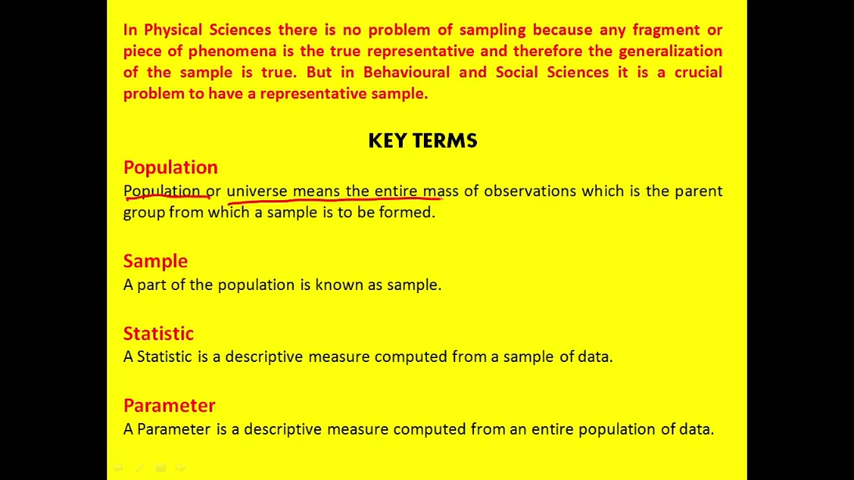 In Physical Sciences there is no problem of sampling because any fragment or
piece of phenomena is the true representative and therefore the generalization
of the sample is true. But in Behavioural and Social Sciences it is a crucial
problem to have a representative sample.
KEY TERMS
Population
Population or universe means the entire mass of observations which is the parent
group from which a sample is to be formed.
Sample
A part of the population is known as sample.
Statistic
A Statistic is a descriptive measure computed from a sample of data.
Parameter
A Parameter is a descriptive measure computed from an entire population of data.